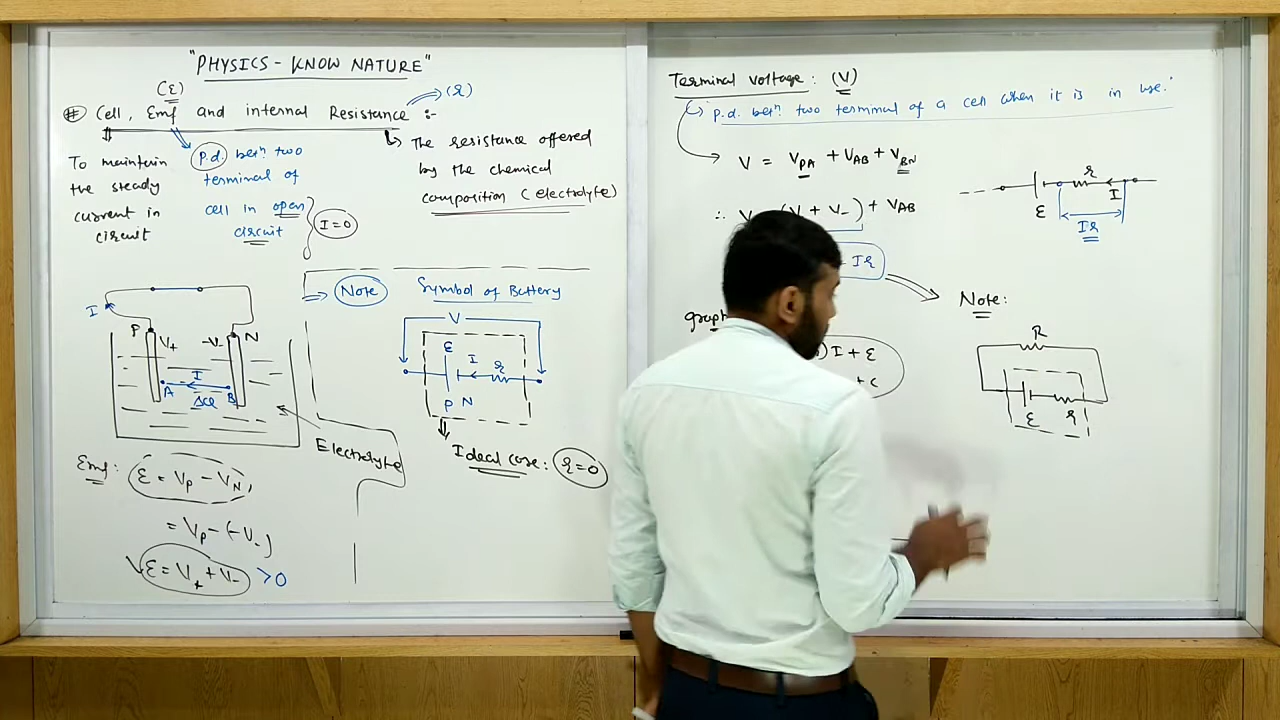 "PHYSICS - KNOW NATURE"
(ε)
(r)
# Cell, Emf and internal Resistance :-
To maintain
the steady
current in
circuit
p.d. betn two
terminal of
cell in open
circuit
I=0
The resistance offered
by the chemical
composition (electrolyte)
Note
Symbol of Buttery
V
ε
I
r
P N
Ideal case: r=0
I
P
V+
-V-
N
I
A
B
ΔQ
Electrolyte
Emf: ε = VP - VN,
= VP - (-V-)
√ε = V+ + V- >0
Terminal voltage: (V)
p.d. betn two terminal of a cell when it is in use.
V = VPA + VAB + VBN
∴ V V+ + V-) + VAB
Ir
ε
r
I
Ir
graph
)I + ε
+ c
Note:
R
ε
r